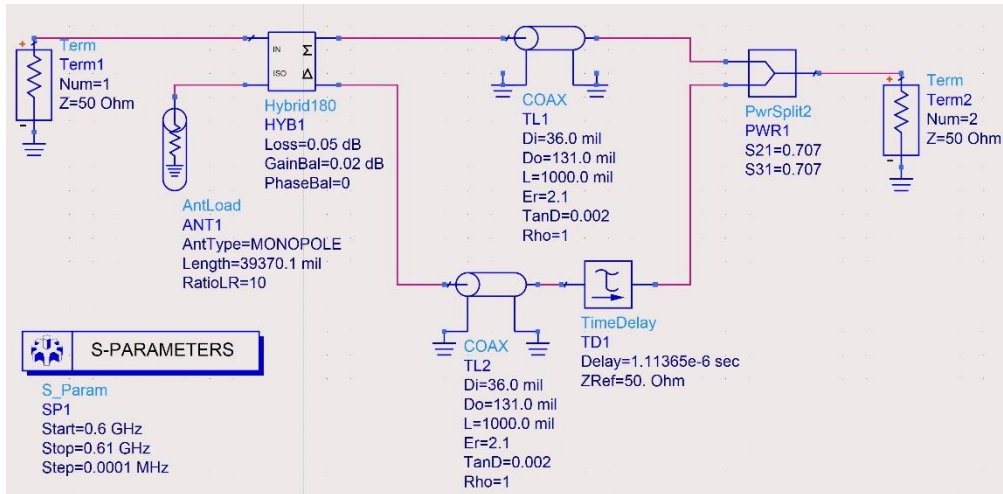 Term
Term1
Num=1
Z=50 Ohm
IN
ISO
Σ
Δ
Hybrid180
HYB1
Loss=0.05 dB
GainBal=0.02 dB
PhaseBal=0
AntLoad
ANT1
AntType=MONOPOLE
Length=39370.1 mil
RatioLR=10
COAX
TL1
Di=36.0 mil
Do=131.0 mil
L=1000.0 mil
Er=2.1
TanD=0.002
Rho=1
PwrSplit2
PWR1
S21=0.707
S31=0.707
Term
Term2
Num=2
Z=50 Ohm
COAX
TL2
Di=36.0 mil
Do=131.0 mil
L=1000.0 mil
Er=2.1
TanD=0.002
Rho=1
τ
TimeDelay
TD1
Delay=1.11365e-6 sec
ZRef=50. Ohm
S-PARAMETERS
S_Param
SP1
Start=0.6 GHz
Stop=0.61 GHz
Step=0.0001 MHz